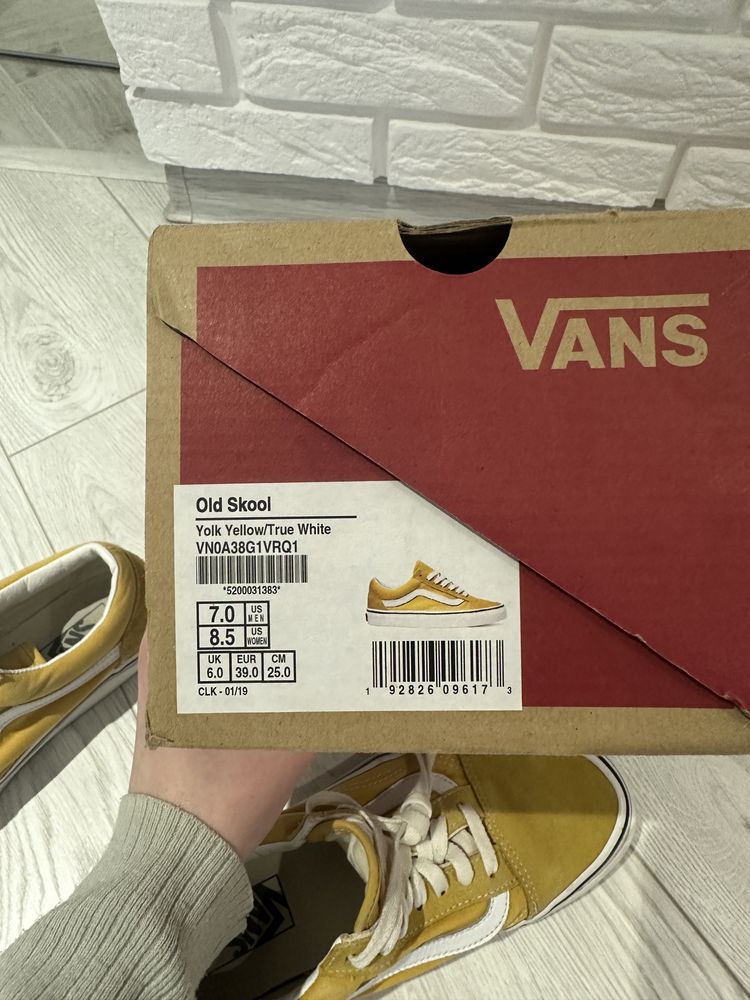 VANS
Old Skool
Yolk Yellow/True White
VN0A38G1VRQ1
*5200031383*
7.0 US MEN
8.5 US WOMEN
UK 6.0 EUR 39.0 CM 25.0
CLK - 01/19
1 92826 09617 3
VANS